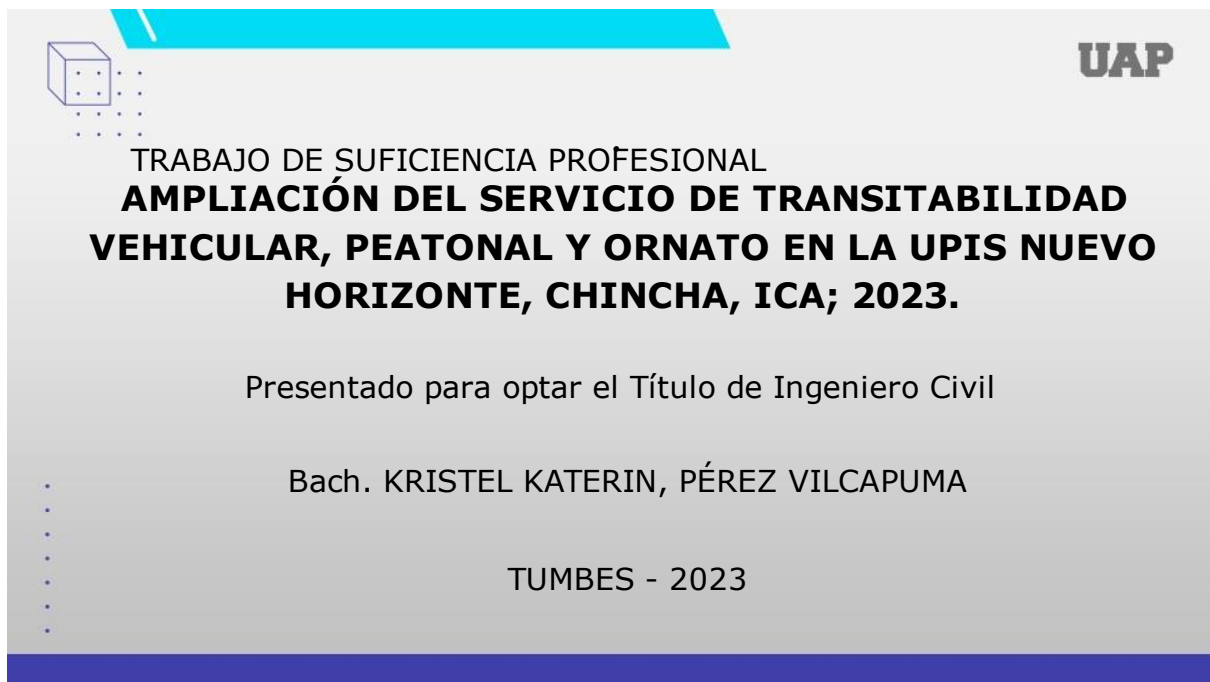 UAP
TRABAJO DE SUFICIENCIA PROFESIONAL
AMPLIACIÓN DEL SERVICIO DE TRANSITABILIDAD
VEHICULAR, PEATONAL Y ORNATO EN LA UPIS NUEVO
HORIZONTE, CHINCHA, ICA; 2023.
Presentado para optar el Título de Ingeniero Civil
Bach. KRISTEL KATERIN, PÉREZ VILCAPUMA
TUMBES - 2023